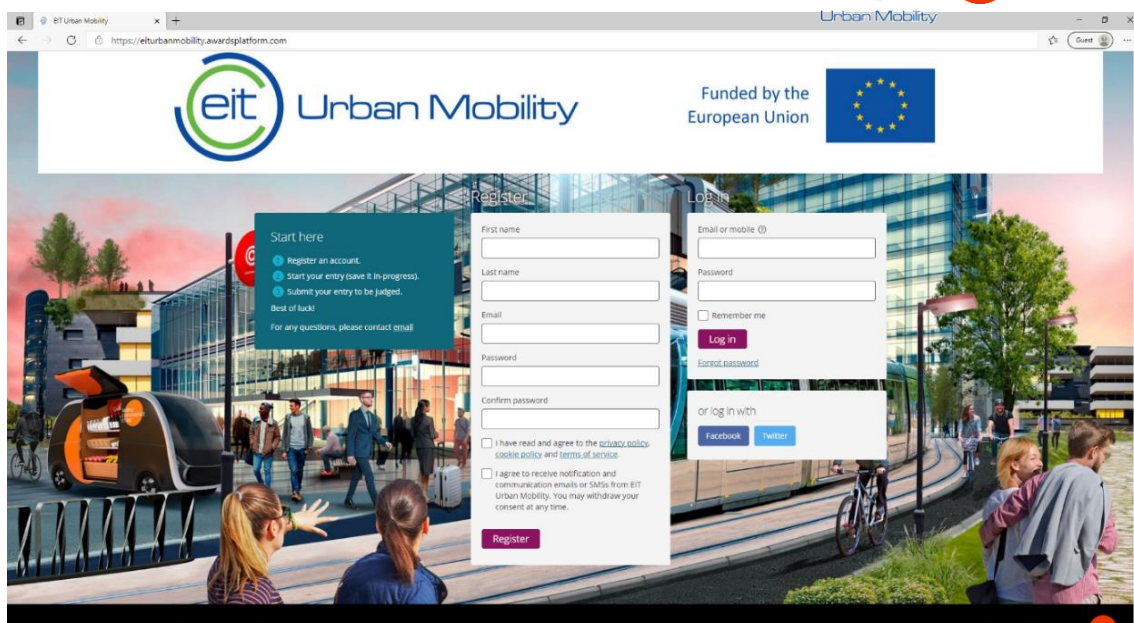 Urban Mobility
EIT Urban Mobility
https://eiturbanmobility.awardsplatform.com
Guest
eit Urban Mobility
Funded by the
European Union
Start here
1 Register an account.
2 Start your entry (save it in-progress).
3 Submit your entry to be judged.
Best of luck!
For any questions, please contact email
Register
First name
Last name
Email
Password
Confirm password
I have read and agree to the privacy policy,
cookie policy and terms of service.
I agree to receive notification and
communication emails or SMSs from EIT
Urban Mobility. You may withdraw your
consent at any time.
Register
Log in
Email or mobile ?
Password
Remember me
Log in
Forgot password
or log in with
Facebook Twitter